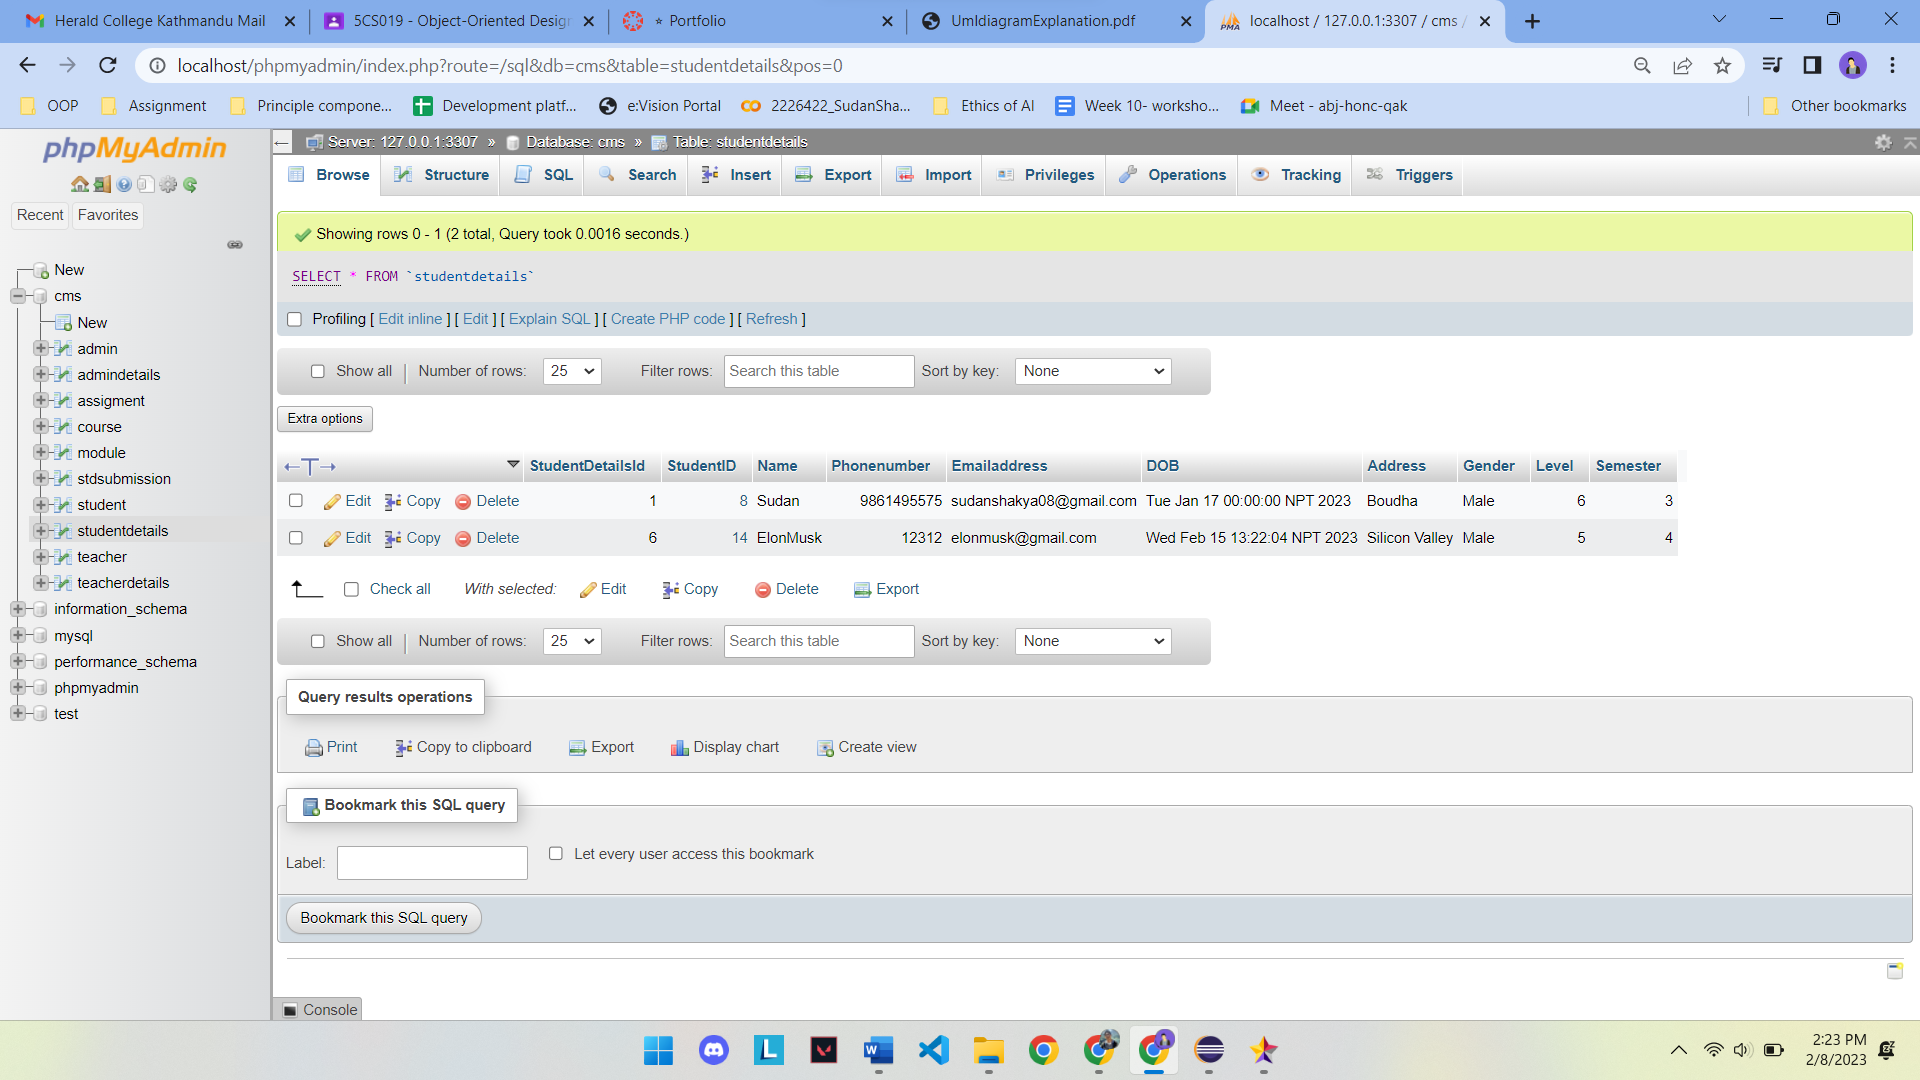 Herald College Kathmandu Mail
5CS019 - Object-Oriented Desig
Portfolio
UmldiagramExplanation.pdf
localhost / 127.0.0.1:3307 / cms /
localhost/phpmyadmin/index.php?route=/sql&db=cms&table=studentdetails&pos=0
OOP Assignment Principle compone... Development platf... e:Vision Portal 2226422_SudanSha... Ethics of AI Week 10- worksho... Meet - abj-honc-qak Other bookmarks
phpMyAdmin
Recent Favorites
New
cms
New
admin
admindetails
assigment
course
module
stdsubmission
student
studentdetails
teacher
teacherdetails
information_schema
mysql
performance_schema
phpmyadmin
test
Server: 127.0.0.1:3307 » Database: cms » Table: studentdetails
Browse Structure SQL Search Insert Export Import Privileges Operations Tracking Triggers
Showing rows 0 - 1 (2 total, Query took 0.0016 seconds.)
SELECT * FROM `studentdetails`
Profiling [ Edit inline ] [ Edit ] [ Explain SQL ] [ Create PHP code ] [ Refresh ]
Show all | Number of rows: 25 Filter rows: Search this table Sort by key: None
Extra options
←T→ StudentDetailsId StudentID Name Phonenumber Emailaddress DOB Address Gender Level Semester
Edit Copy Delete 1 8 Sudan 9861495575 sudanshakya08@gmail.com Tue Jan 17 00:00:00 NPT 2023 Boudha Male 6 3
Edit Copy Delete 6 14 ElonMusk 12312 elonmusk@gmail.com Wed Feb 15 13:22:04 NPT 2023 Silicon Valley Male 5 4
Check all With selected: Edit Copy Delete Export
Show all | Number of rows: 25 Filter rows: Search this table Sort by key: None
Query results operations
Print Copy to clipboard Export Display chart Create view
Bookmark this SQL query
Label: Let every user access this bookmark
Bookmark this SQL query
Console
2:23 PM
2/8/2023